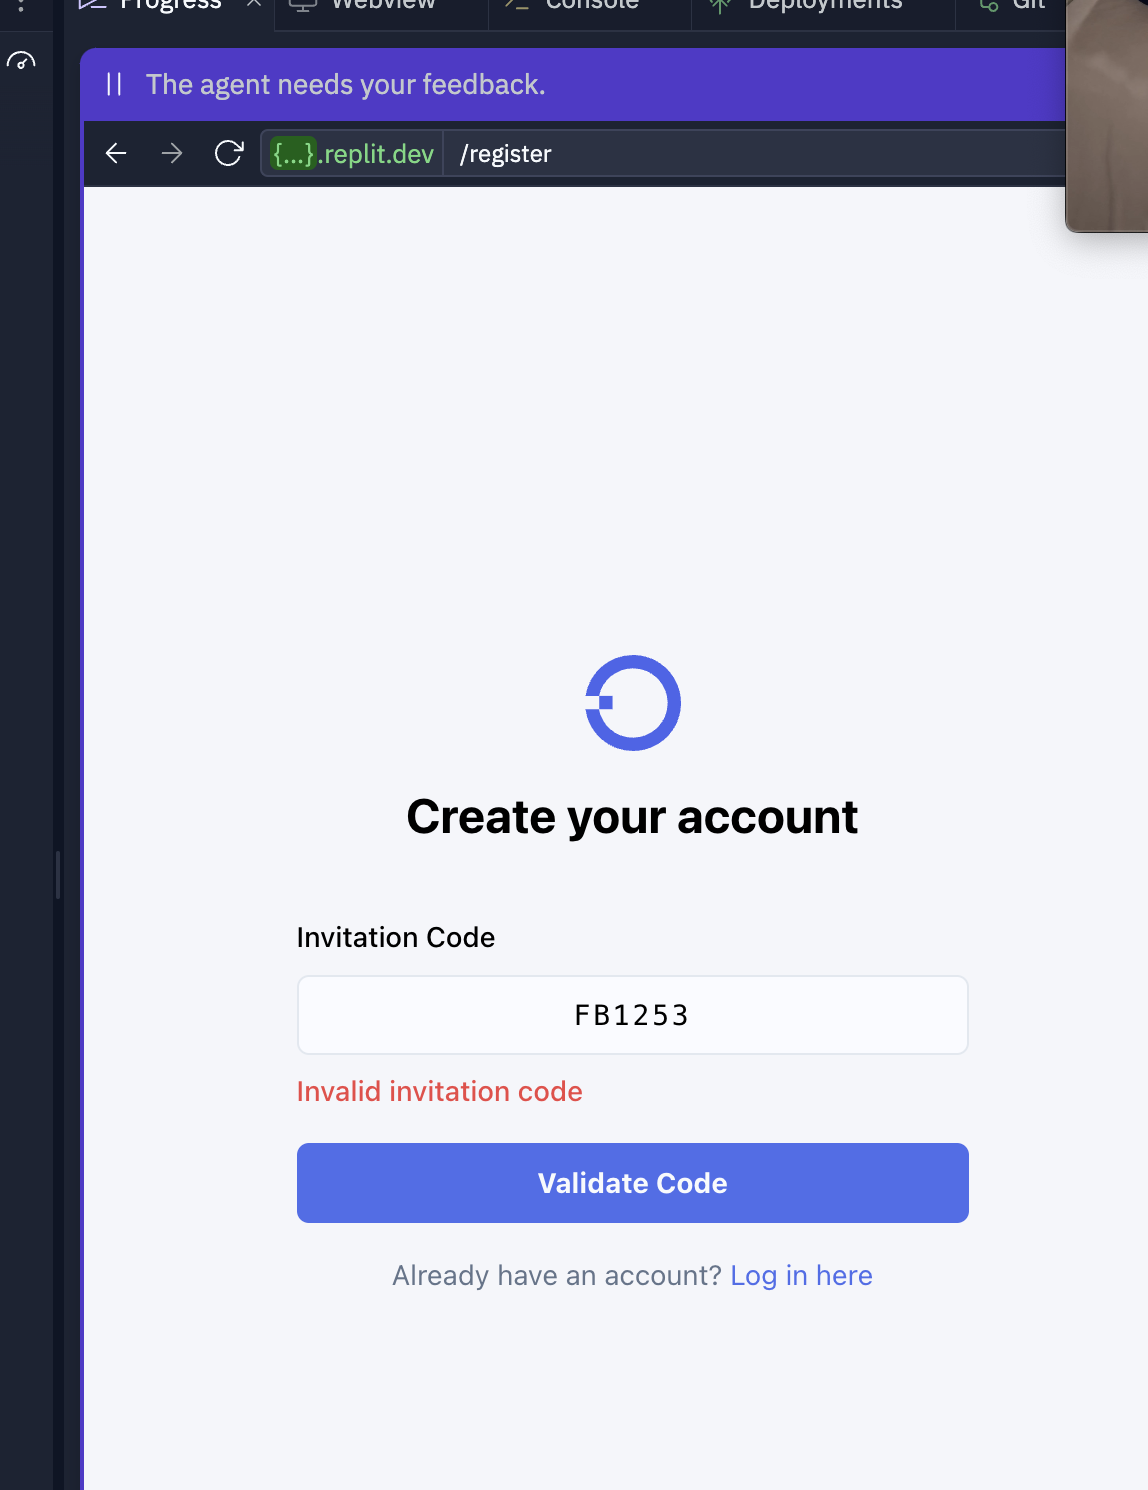 Progress
Webview
Console
Deployments
Git
The agent needs your feedback.
{...}.replit.dev
/register
Create your account
Invitation Code
FB1253
Invalid invitation code
Validate Code
Already have an account? Log in here